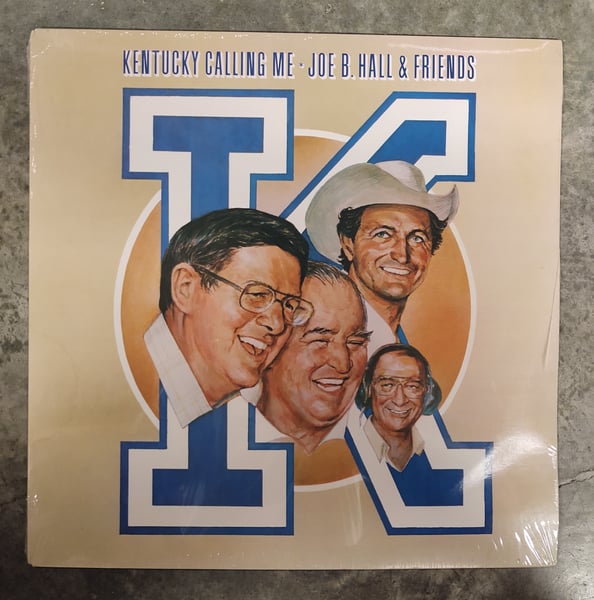 KENTUCKY CALLING ME • JOE B. HALL & FRIENDS
K